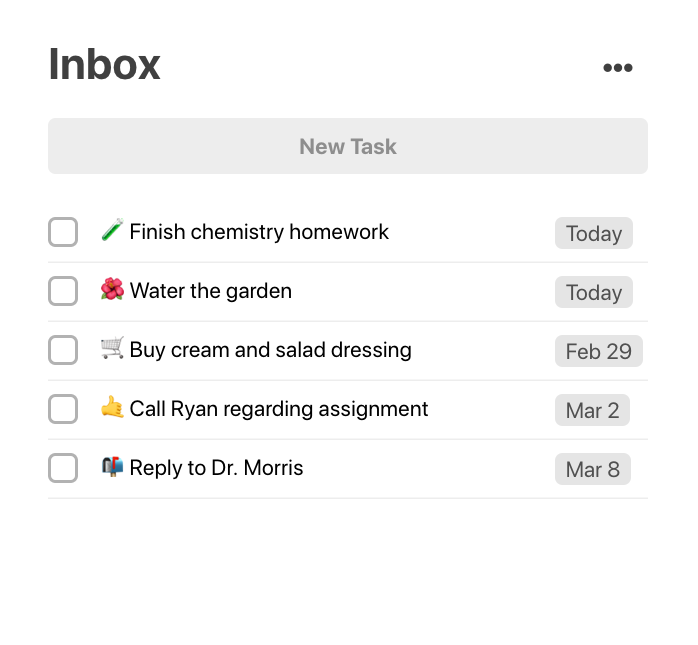 Inbox
New Task
🧪 Finish chemistry homework Today
🌺 Water the garden Today
🛒 Buy cream and salad dressing Feb 29
🤙 Call Ryan regarding assignment Mar 2
📬 Reply to Dr. Morris Mar 8